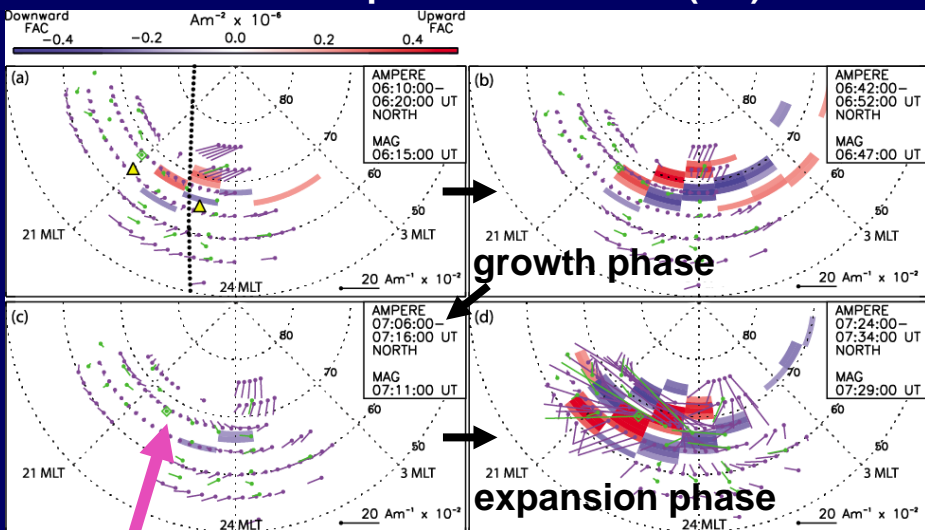 Downward
FAC
Am⁻² x 10⁻⁶
Upward
FAC
−0.4 −0.2 0.0 0.2 0.4
(a)
AMPERE
06:10:00−
06:20:00 UT
NORTH
MAG
06:15:00 UT
80
70
60
50
21 MLT
3 MLT
24 MLT
20 Am⁻¹ x 10⁻²
(b)
AMPERE
06:42:00−
06:52:00 UT
NORTH
MAG
06:47:00 UT
80
70
60
50
21 MLT
3 MLT
growth phase
24 MLT
20 Am⁻¹ x 10⁻²
(c)
AMPERE
07:06:00−
07:16:00 UT
NORTH
MAG
07:11:00 UT
80
70
60
50
21 MLT
3 MLT
24 MLT
20 Am⁻¹ x 10⁻²
(d)
AMPERE
07:24:00−
07:34:00 UT
NORTH
MAG
07:29:00 UT
80
70
60
50
21 MLT
3 MLT
expansion phase
24 MLT
20 Am⁻¹ x 10⁻²